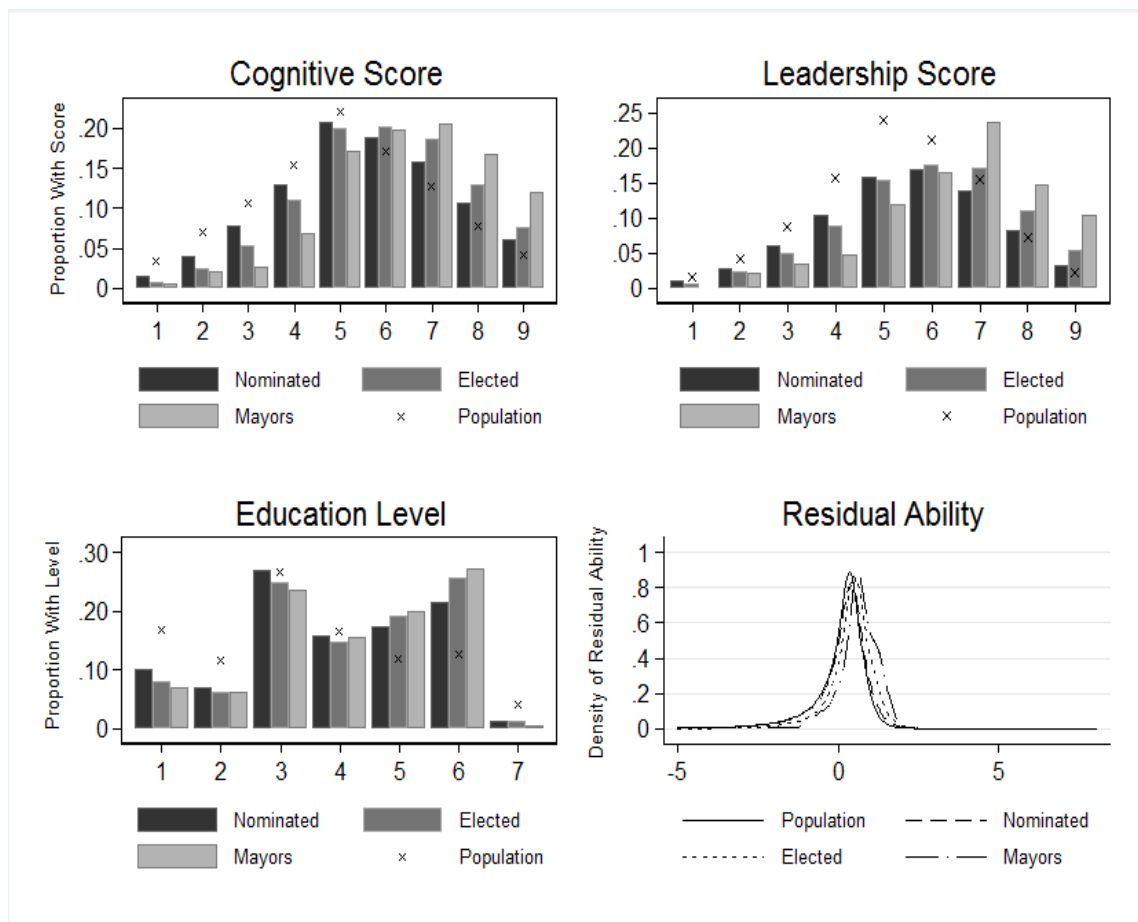 Cognitive Score
Proportion With Score
.20
.15
.10
.05
0
1 2 3 4 5 6 7 8 9
Nominated Elected
Mayors Population
Leadership Score
.25
.20
.15
.10
.05
0
1 2 3 4 5 6 7 8 9
Nominated Elected
Mayors Population
Education Level
Proportion With Level
.30
.20
.10
0
1 2 3 4 5 6 7
Nominated Elected
Mayors Population
Residual Ability
Density of Residual Ability
1
.8
.6
.4
.2
0
-5 0 5
Population Nominated
Elected Mayors